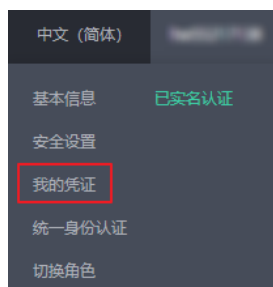 中文（简体）
基本信息 已实名认证
安全设置
我的凭证
统一身份认证
切换角色